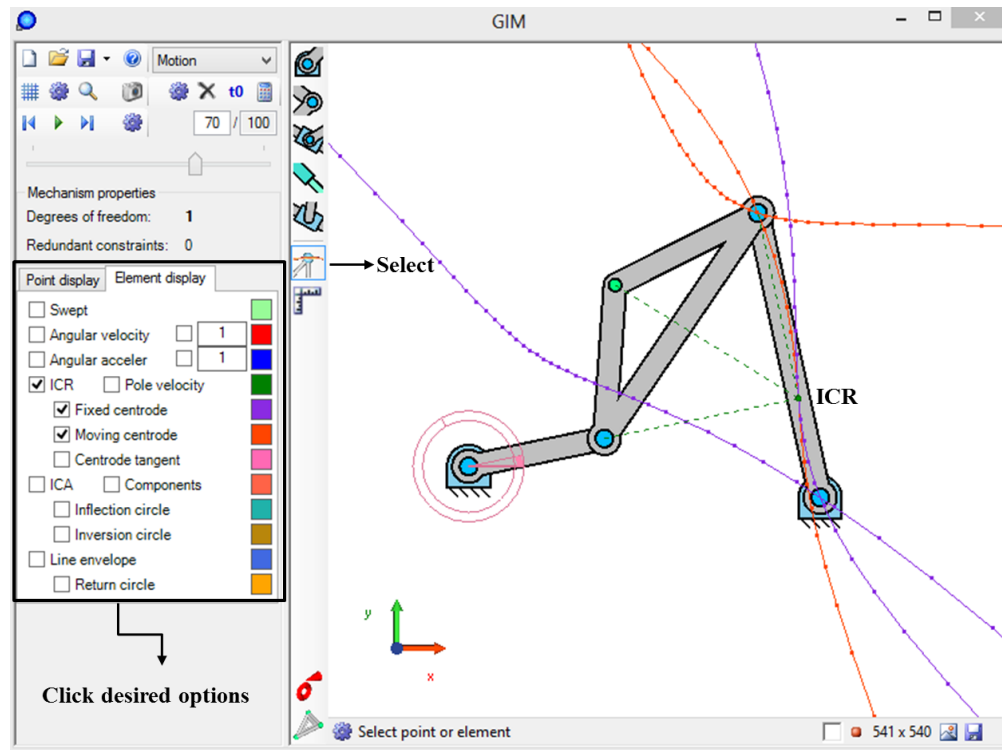 GIM
Motion
t0
70 / 100
Mechanism properties
Degrees of freedom: 1
Redundant constraints: 0
Select
Point display Element display
Swept
Angular velocity 1
Angular acceler 1
ICR Pole velocity
Fixed centrode
Moving centrode
Centrode tangent
ICA Components
Inflection circle
Inversion circle
Line envelope
Return circle
Click desired options
ICR
y
x
Select point or element
541 x 540